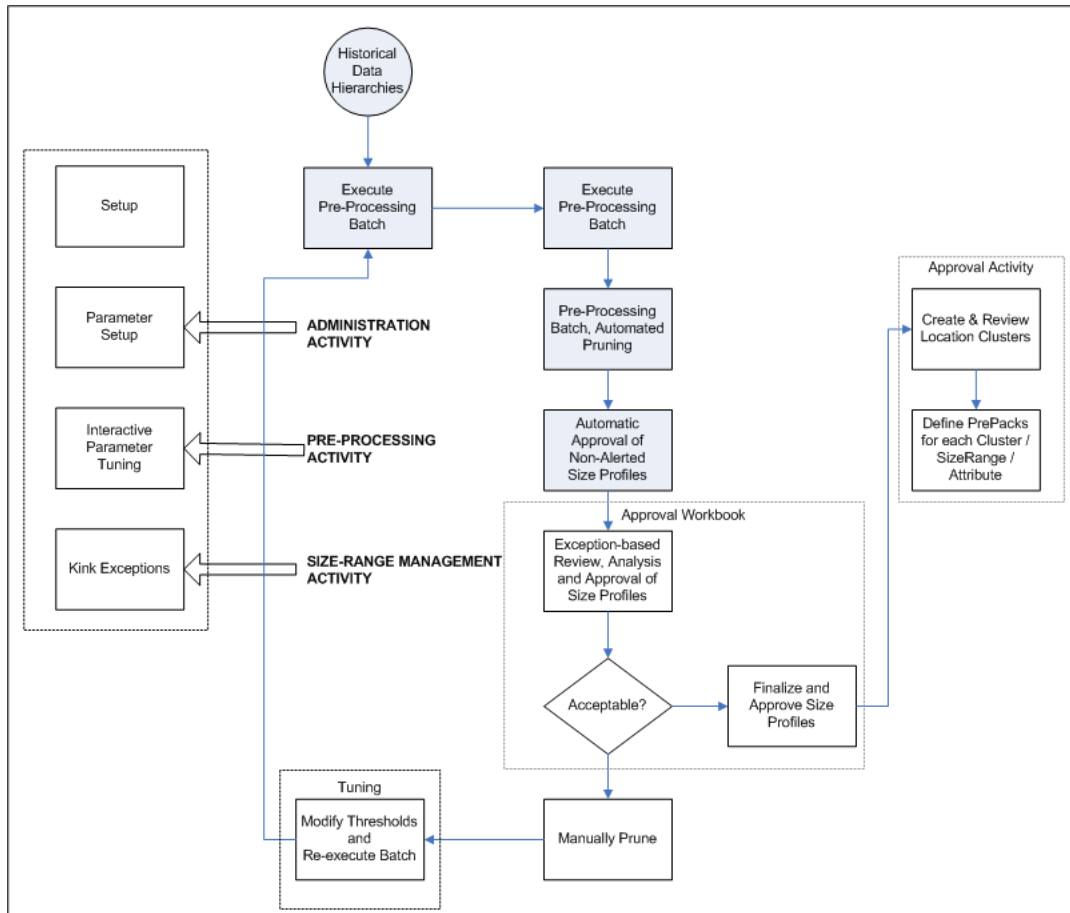 Historical
Data
Hierarchies
Setup
Execute
Pre-Processing
Batch
Execute
Pre-Processing
Batch
Approval Activity
Parameter
Setup
ADMINISTRATION
ACTIVITY
Pre-Processing
Batch, Automated
Pruning
Create & Review
Location Clusters
Interactive
Parameter
Tuning
PRE-PROCESSING
ACTIVITY
Automatic
Approval of
Non-Alerted
Size Profiles
Define PrePacks
for each Cluster /
SizeRange /
Attribute
Approval Workbook
Kink Exceptions
SIZE-RANGE MANAGEMENT
ACTIVITY
Exception-based
Review, Analysis
and Approval of
Size Profiles
Acceptable?
Finalize and
Approve Size
Profiles
Tuning
Modify Thresholds
and
Re-execute Batch
Manually Prune